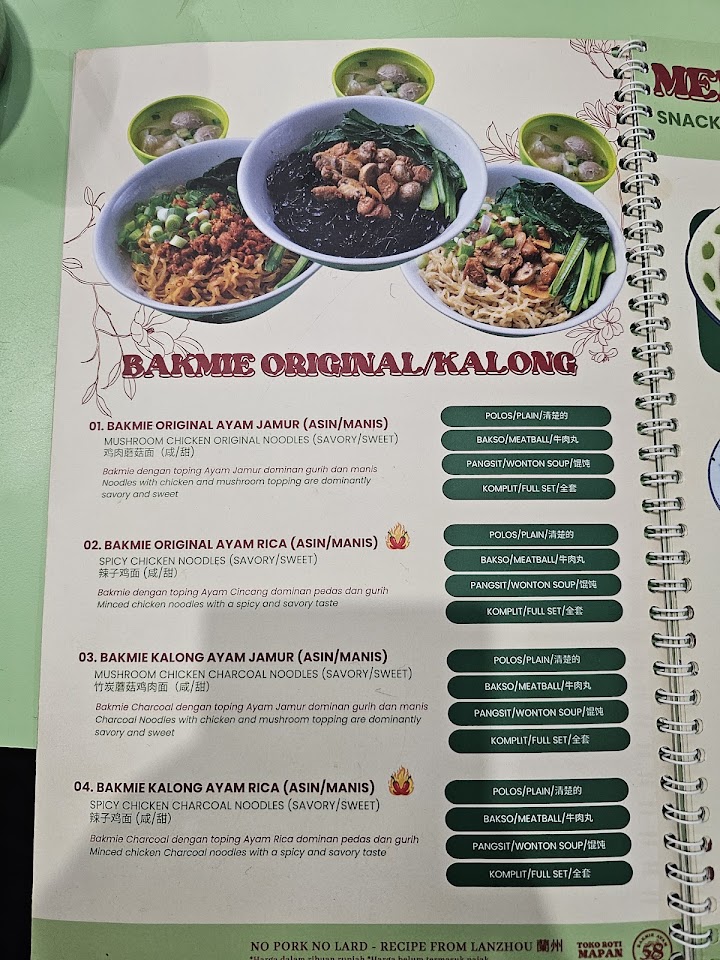 ME
SNACK
BAKMIE ORIGINAL/KALONG
01. BAKMIE ORIGINAL AYAM JAMUR (ASIN/MANIS)
MUSHROOM CHICKEN ORIGINAL NOODLES (SAVORY/SWEET)
鸡肉蘑菇面（咸/甜）
Bakmie dengan toping Ayam Jamur dominan gurih dan manis
Noodles with chicken and mushroom topping are dominantly
savory and sweet
POLOS/PLAIN/清楚的
BAKSO/MEATBALL/牛肉丸
PANGSIT/WONTON SOUP/馄饨
KOMPLIT/FULL SET/全套
02. BAKMIE ORIGINAL AYAM RICA (ASIN/MANIS)
SPICY CHICKEN NOODLES (SAVORY/SWEET)
辣子鸡面 (咸/甜）
Bakmie dengan toping Ayam Cincang dominan pedas dan gurih
Minced chicken noodles with a spicy and savory taste
POLOS/PLAIN/清楚的
BAKSO/MEATBALL/牛肉丸
PANGSIT/WONTON SOUP/馄饨
KOMPLIT/FULL SET/全套
03. BAKMIE KALONG AYAM JAMUR (ASIN/MANIS)
MUSHROOM CHICKEN CHARCOAL NOODLES (SAVORY/SWEET)
竹炭蘑菇鸡肉面（咸/甜）
Bakmie Charcoal dengan toping Ayam Jamur dominan gurih dan manis
Charcoal Noodles with chicken and mushroom topping are dominantly
savory and sweet
POLOS/PLAIN/清楚的
BAKSO/MEATBALL/牛肉丸
PANGSIT/WONTON SOUP/馄饨
KOMPLIT/FULL SET/全套
04. BAKMIE KALONG AYAM RICA (ASIN/MANIS)
SPICY CHICKEN CHARCOAL NOODLES (SAVORY/SWEET)
辣子鸡面 (咸/甜）
Bakmie Charcoal dengan toping Ayam Rica dominan pedas dan gurih
Minced chicken Charcoal noodles with a spicy and savory taste
POLOS/PLAIN/清楚的
BAKSO/MEATBALL/牛肉丸
PANGSIT/WONTON SOUP/馄饨
KOMPLIT/FULL SET/全套
NO PORK NO LARD - RECIPE FROM LANZHOU 蘭州
*Harga dalam ribuan rupiah *Harga belum termasuk pajak
TOKO ROTI
MAPAN
BAKMIE AYAM
58